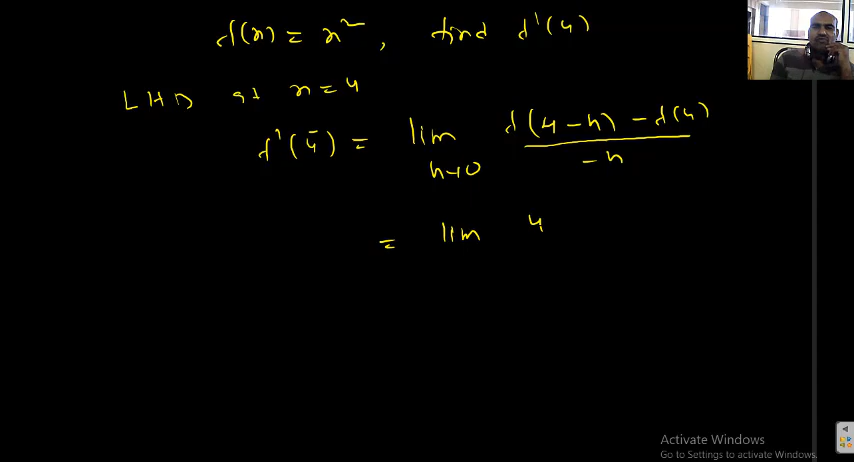 f(x) = x², find f'(4)
LHD at x = 4
f'(4⁻) = lim h→0 f(4-h) - f(4) / -h
= lim 4
Activate Windows
Go to Settings to activate Windows.